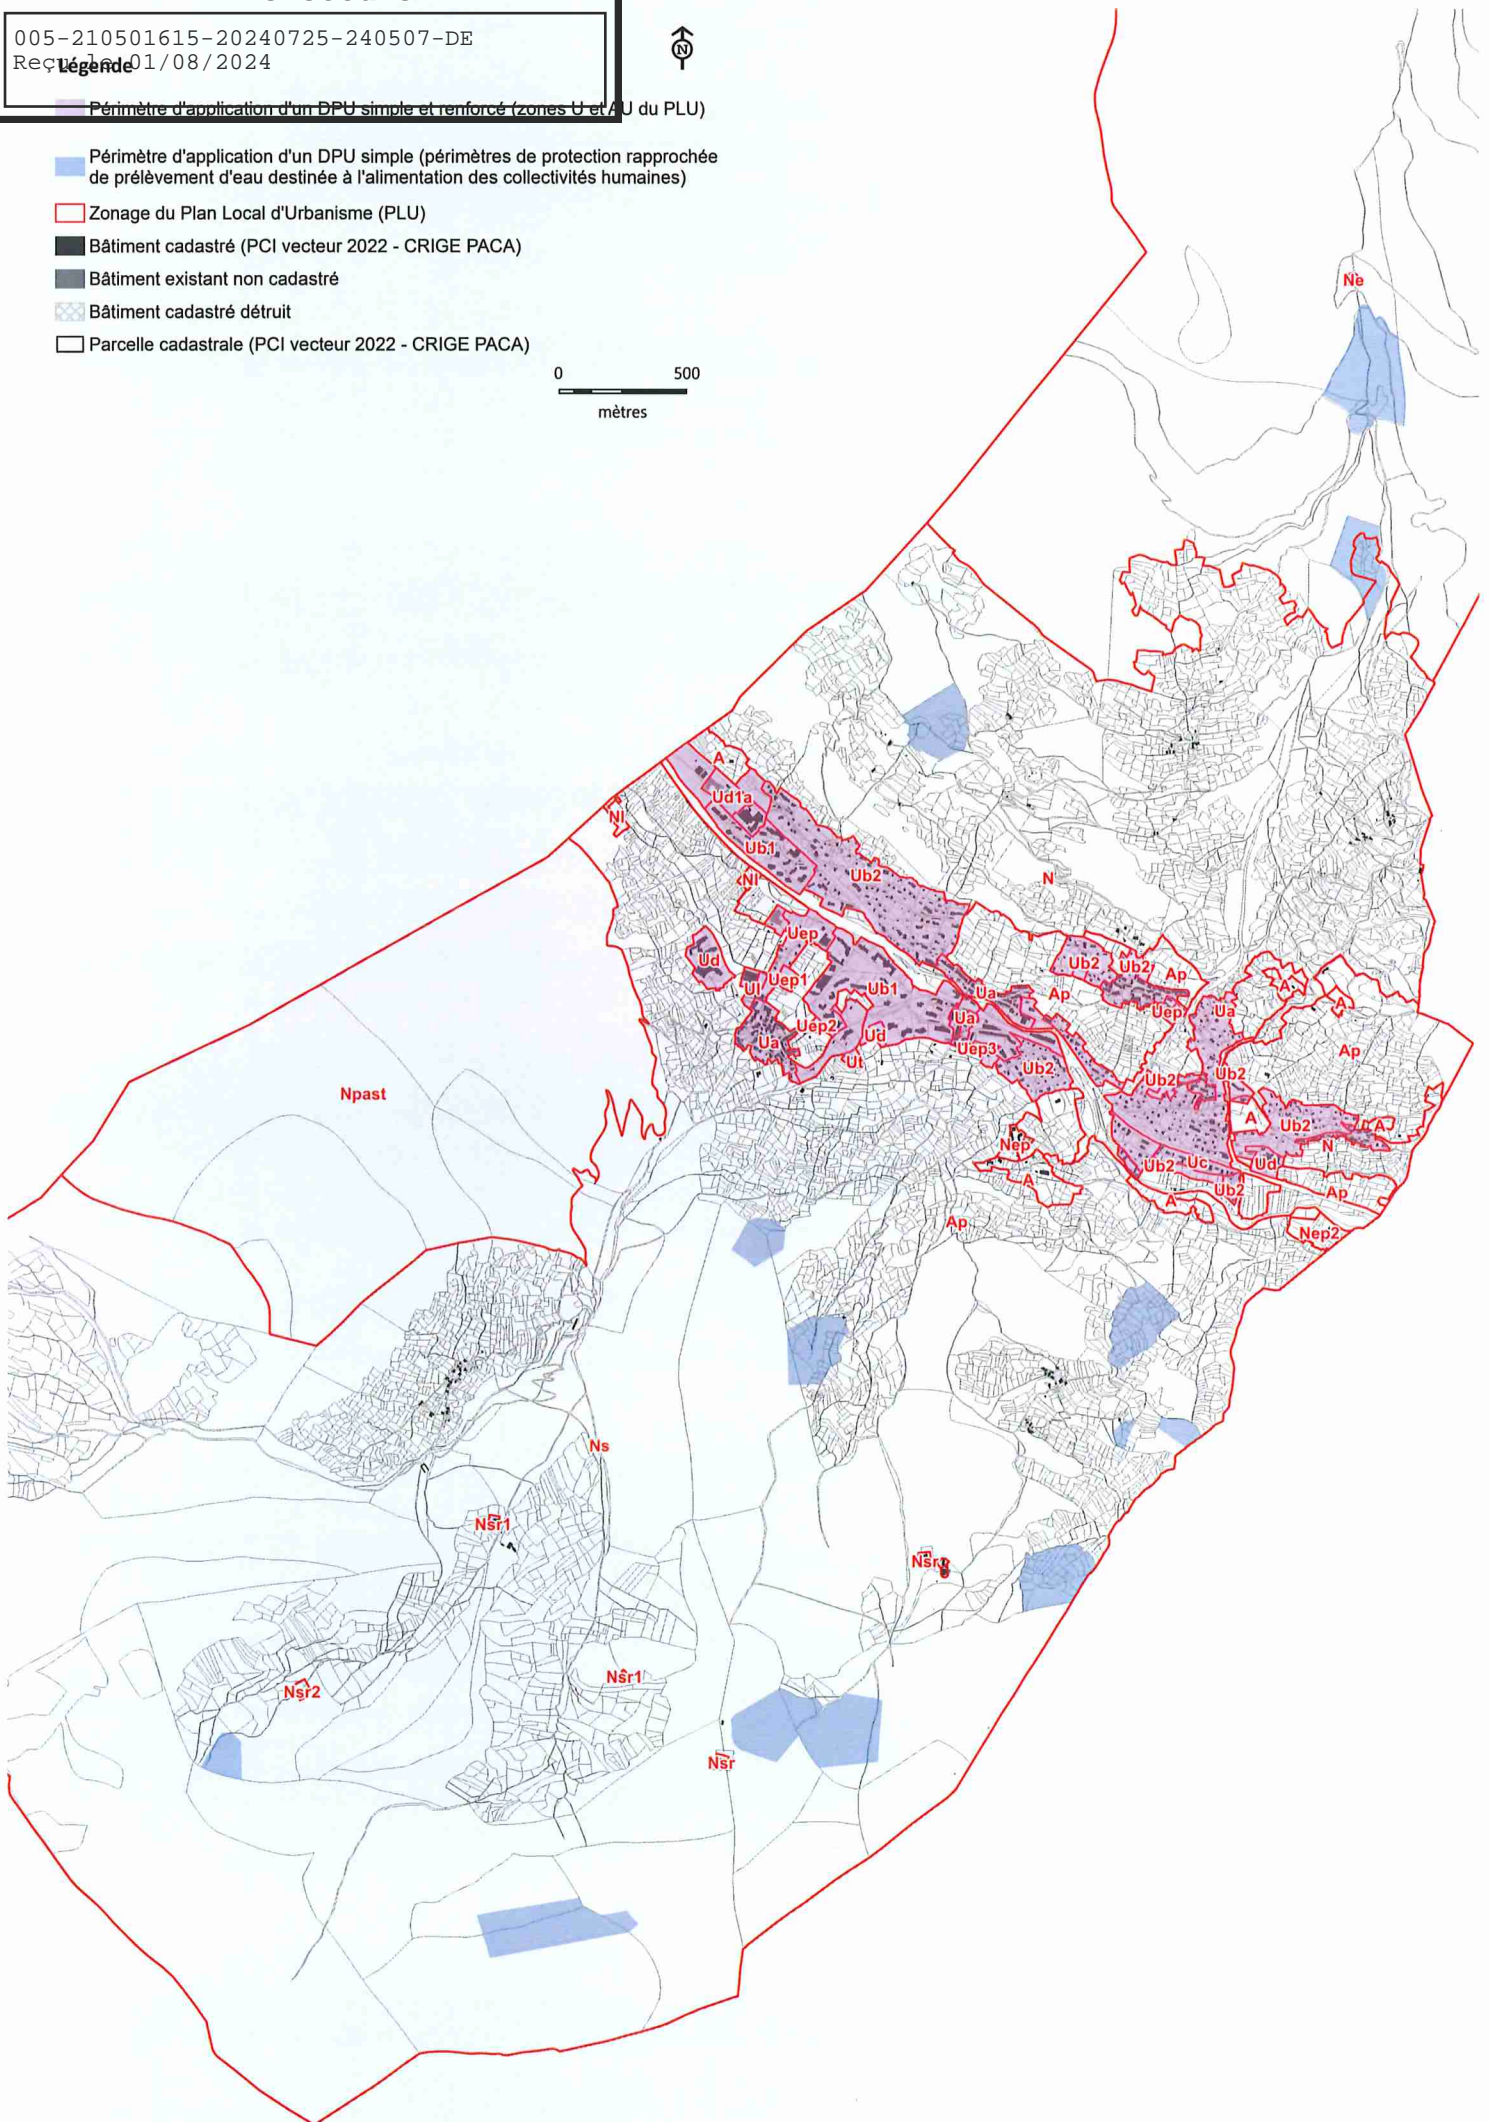 005-210501615-20240725-240507-DE
Reçu le 01/08/2024
Légende
N
Périmètre d'application d'un DPU simple et renforcé (zones U et AU du PLU)
Périmètre d'application d'un DPU simple (périmètres de protection rapprochée
de prélèvement d'eau destinée à l'alimentation des collectivités humaines)
Zonage du Plan Local d'Urbanisme (PLU)
Bâtiment cadastré (PCI vecteur 2022 - CRIGE PACA)
Bâtiment existant non cadastré
Bâtiment cadastré détruit
Parcelle cadastrale (PCI vecteur 2022 - CRIGE PACA)
0 500
mètres
Ne
A
Ud1a
Nl
Ub1
Nl
Ub2
N
Uep
Ud
Uep1
Ul
Ub1
Ua
Ap
Ub2
Ub2
Ap
A
A
Uep
Ua
Ua
Uep2
Ud
Ua
Uep3
Ut
Ub2
Ap
Ub2
Ub2
Npast
A
Ub2
A
Nep
N
Ub2
Uc
Ud
A
Ub2
Ap
A
Ap
Nep2
Ns
Nsr1
Nsr
Nsr1
Nsr2
Nsr